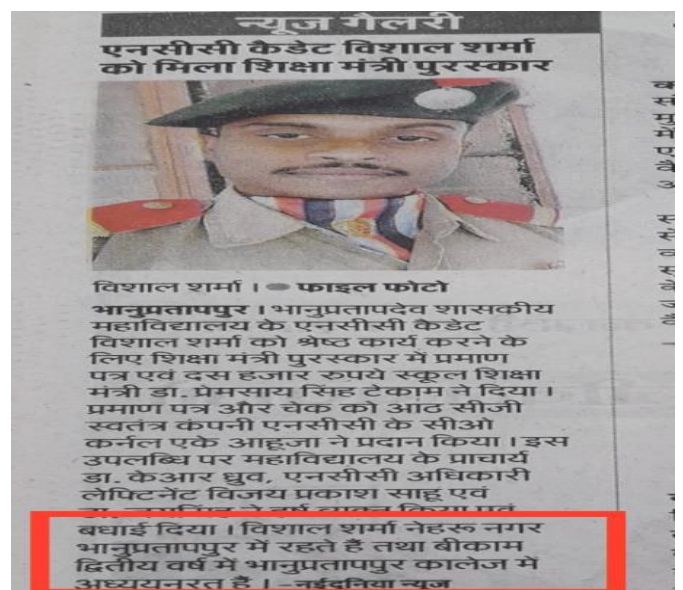 न्यूज गैलरी
एनसीसी कैडेट विशाल शर्मा
को मिला शिक्षा मंत्री पुरस्कार
विशाल शर्मा । ● फाइल फोटो
भानुप्रतापपुर । भानुप्रतापदेव शासकीय
महाविद्यालय के एनसीसी कैडेट
विशाल शर्मा को श्रेष्ठ कार्य करने के
लिए शिक्षा मंत्री पुरस्कार में प्रमाण
पत्र एवं दस हजार रुपये स्कूल शिक्षा
मंत्री डा. प्रेमसाय सिंह टेकाम ने दिया ।
प्रमाण पत्र और चेक को आठ सीजी
स्वतंत्र कंपनी एनसीसी के सीओ
कर्नल एके आहूजा ने प्रदान किया । इस
उपलब्धि पर महाविद्यालय के प्राचार्य
डा. केआर ध्रुव, एनसीसी अधिकारी
लेफ्टिनेंट विजय प्रकाश साहू एवं
बधाई दिया । विशाल शर्मा नेहरू नगर
भानुप्रतापपुर में रहते हैं तथा बीकाम
द्वितीय वर्ष में भानुप्रतापपुर कालेज में
अध्ययनरत हैं । - नईदुनिया न्यूज